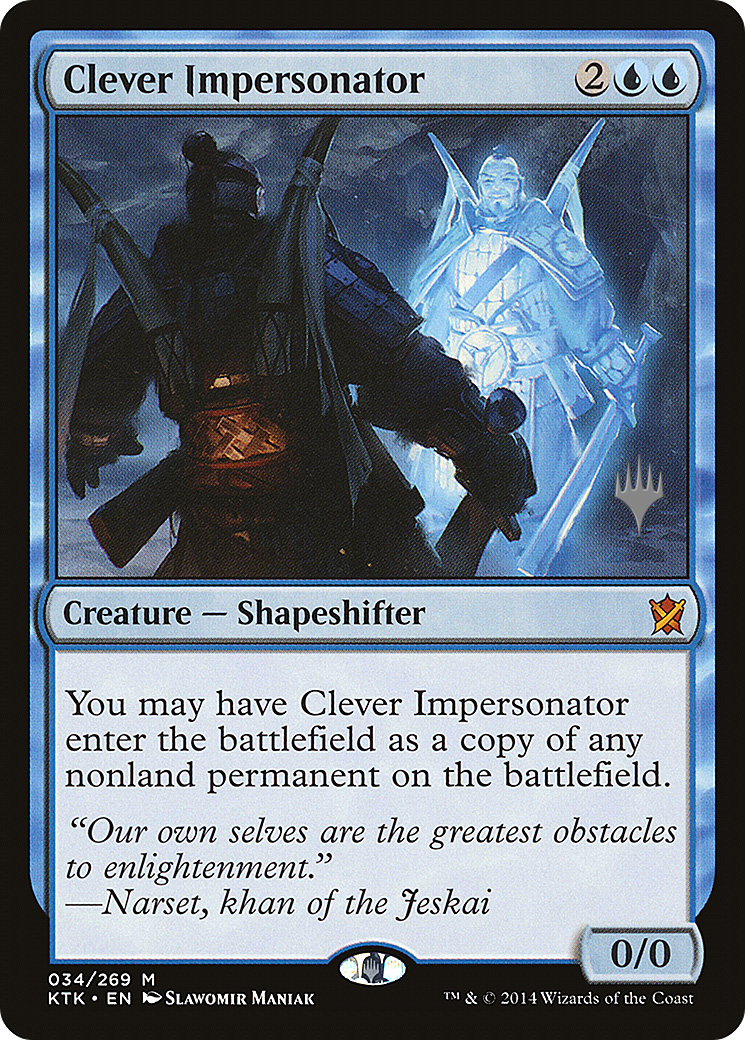 Clever Impersonator 2
Creature — Shapeshifter
You may have Clever Impersonator
enter the battlefield as a copy of any
nonland permanent on the battlefield.
“Our own selves are the greatest obstacles
to enlightenment.”
—Narset, khan of the Jeskai
0/0
034/269 M
KTK • EN Slawomir Maniak
™ & © 2014 Wizards of the Coast